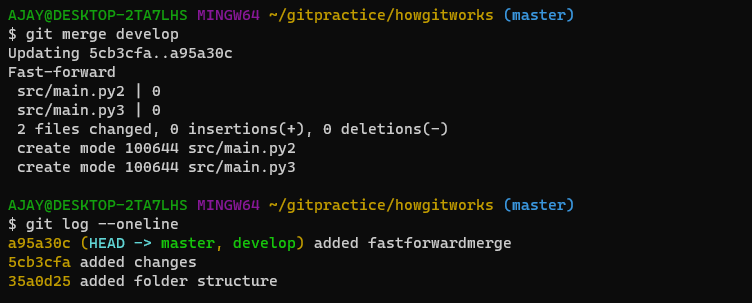 AJAY@DESKTOP-2TA7LHS MINGW64 ~/gitpractice/howgitworks (master)
$ git merge develop
Updating 5cb3cfa..a95a30c
Fast-forward
 src/main.py2 | 0
 src/main.py3 | 0
 2 files changed, 0 insertions(+), 0 deletions(-)
 create mode 100644 src/main.py2
 create mode 100644 src/main.py3
AJAY@DESKTOP-2TA7LHS MINGW64 ~/gitpractice/howgitworks (master)
$ git log --oneline
a95a30c (HEAD -> master, develop) added fastforwardmerge
5cb3cfa added changes
35a0d25 added folder structure